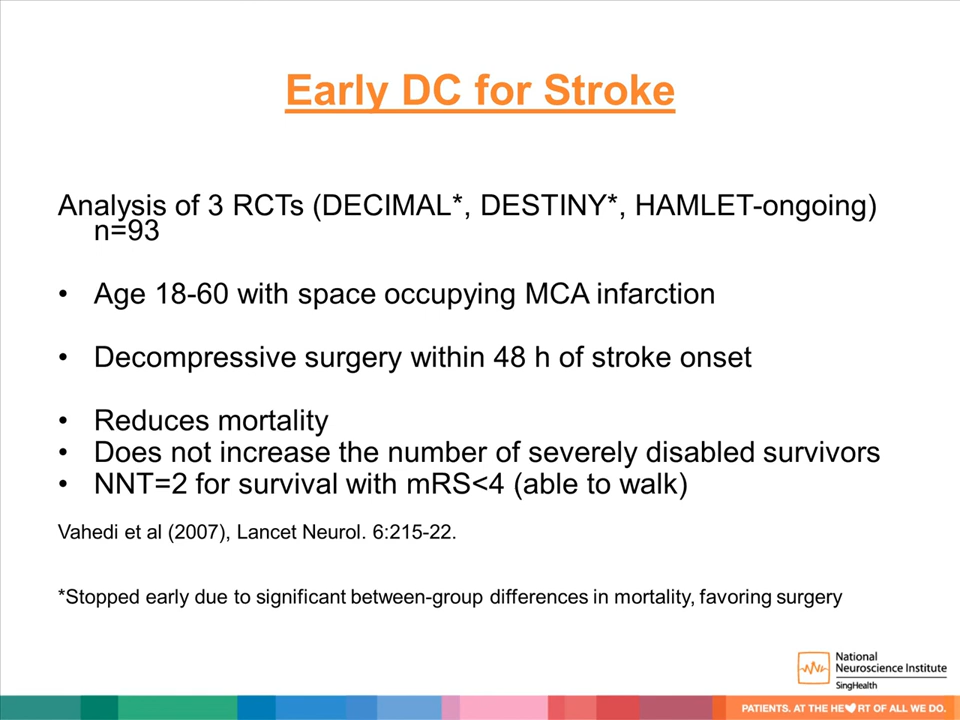 Early DC for Stroke
Analysis of 3 RCTs (DECIMAL*, DESTINY*, HAMLET-ongoing)
n=93
• Age 18-60 with space occupying MCA infarction
• Decompressive surgery within 48 h of stroke onset
• Reduces mortality
• Does not increase the number of severely disabled survivors
• NNT=2 for survival with mRS<4 (able to walk)
Vahedi et al (2007), Lancet Neurol. 6:215-22.
*Stopped early due to significant between-group differences in mortality, favoring surgery
National
Neuroscience Institute
SingHealth
PATIENTS. AT THE HE♥RT OF ALL WE DO.